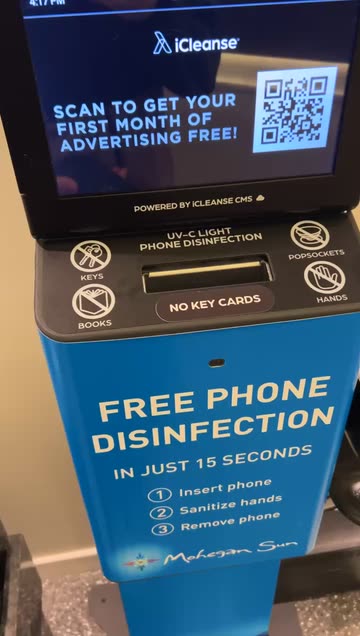 4:17 PM
iCleanse
SCAN TO GET YOUR
FIRST MONTH OF
ADVERTISING FREE!
POWERED BY iCLEANSE CMS
UV-C LIGHT
PHONE DISINFECTION
KEYS
POPSOCKETS
BOOKS
HANDS
NO KEY CARDS
FREE PHONE
DISINFECTION
IN JUST 15 SECONDS
1 Insert phone
2 Sanitize hands
3 Remove phone
Mohegan Sun